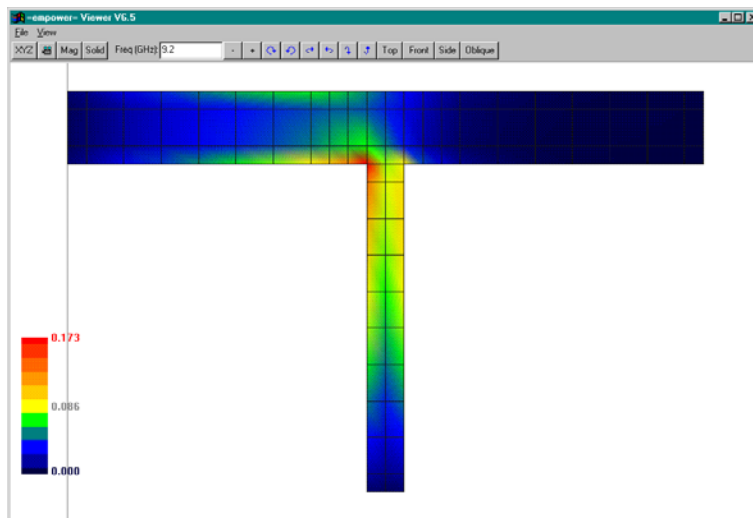 =empower= Viewer V6.5
File View
XYZ Mag Solid Freq (GHz): 9.2 - + Top Front Side Oblique
0.173
0.086
0.000